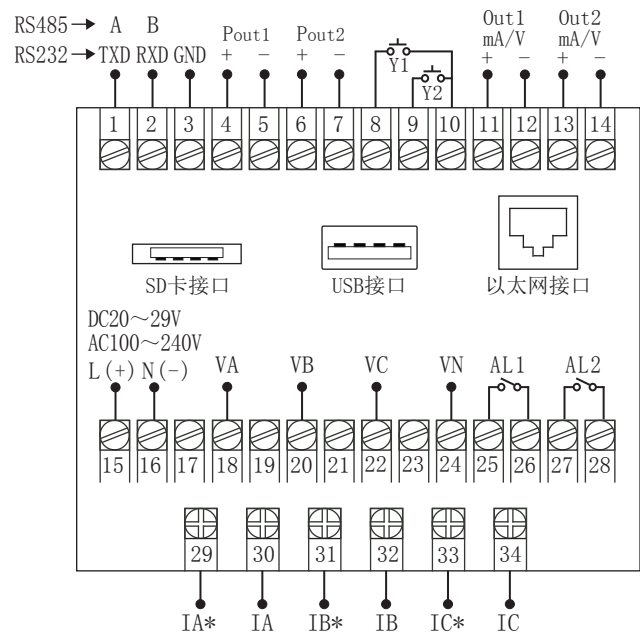 RS485 A B
RS232 TXD RXD GND
Pout1 Pout2
+ − + −
Y1
Y2
Out1 Out2
mA/V mA/V
+ − + −
1 2 3 4 5 6 7 8 9 10 11 12 13 14
SD卡接口 USB接口 以太网接口
DC20～29V
AC100～240V
L(+) N(-) VA VB VC VN AL1 AL2
15 16 17 18 19 20 21 22 23 24 25 26 27 28
29 30 31 32 33 34
IA* IA IB* IB IC* IC